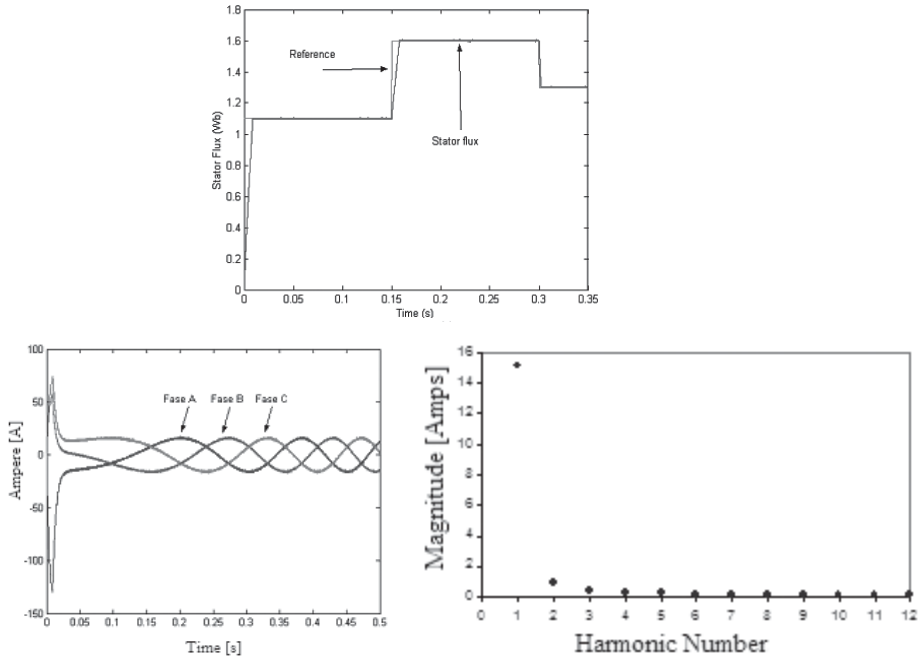 1.8
1.6
1.4
1.2
1
0.8
0.6
0.4
0.2
0
Stator Flux (Wb)
Reference
Stator flux
0 0.05 0.1 0.15 0.2 0.25 0.3 0.35
Time (s)
100
50
0
-50
-100
-150
Ampere [A]
Fase A Fase B Fase C
0 0.05 0.1 0.15 0.2 0.25 0.3 0.35 0.4 0.45 0.5
Time [s]
16
14
12
10
8
6
4
2
0
Magnitude [Amps]
0 1 2 3 4 5 6 7 8 9 10 11 12
Harmonic Number